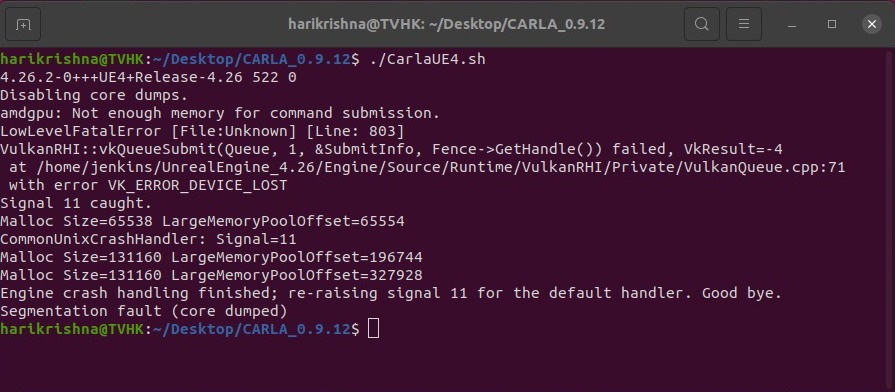 harikrishna@TVHK: ~/Desktop/CARLA_0.9.12
harikrishna@TVHK:~/Desktop/CARLA_0.9.12$ ./CarlaUE4.sh
4.26.2-0+++UE4+Release-4.26 522 0
Disabling core dumps.
amdgpu: Not enough memory for command submission.
LowLevelFatalError [File:Unknown] [Line: 803]
VulkanRHI::vkQueueSubmit(Queue, 1, &SubmitInfo, Fence->GetHandle()) failed, VkResult=-4
 at /home/jenkins/UnrealEngine_4.26/Engine/Source/Runtime/VulkanRHI/Private/VulkanQueue.cpp:71
 with error VK_ERROR_DEVICE_LOST
Signal 11 caught.
Malloc Size=65538 LargeMemoryPoolOffset=65554
CommonUnixCrashHandler: Signal=11
Malloc Size=131160 LargeMemoryPoolOffset=196744
Malloc Size=131160 LargeMemoryPoolOffset=327928
Engine crash handling finished; re-raising signal 11 for the default handler. Good bye.
Segmentation fault (core dumped)
harikrishna@TVHK:~/Desktop/CARLA_0.9.12$